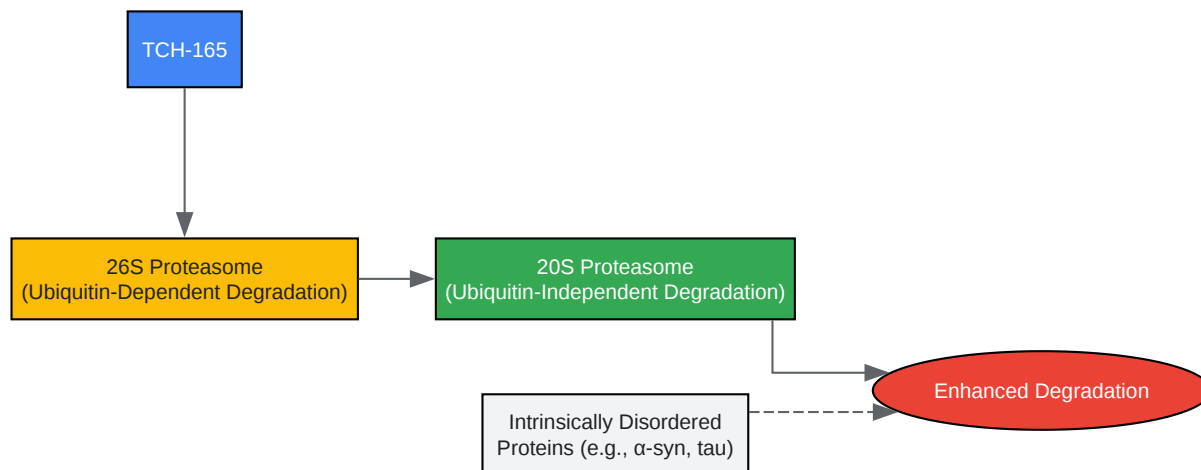 TCH-165
26S Proteasome
(Ubiquitin-Dependent Degradation)
20S Proteasome
(Ubiquitin-Independent Degradation)
Enhanced Degradation
Intrinsically Disordered
Proteins (e.g., α-syn, tau)